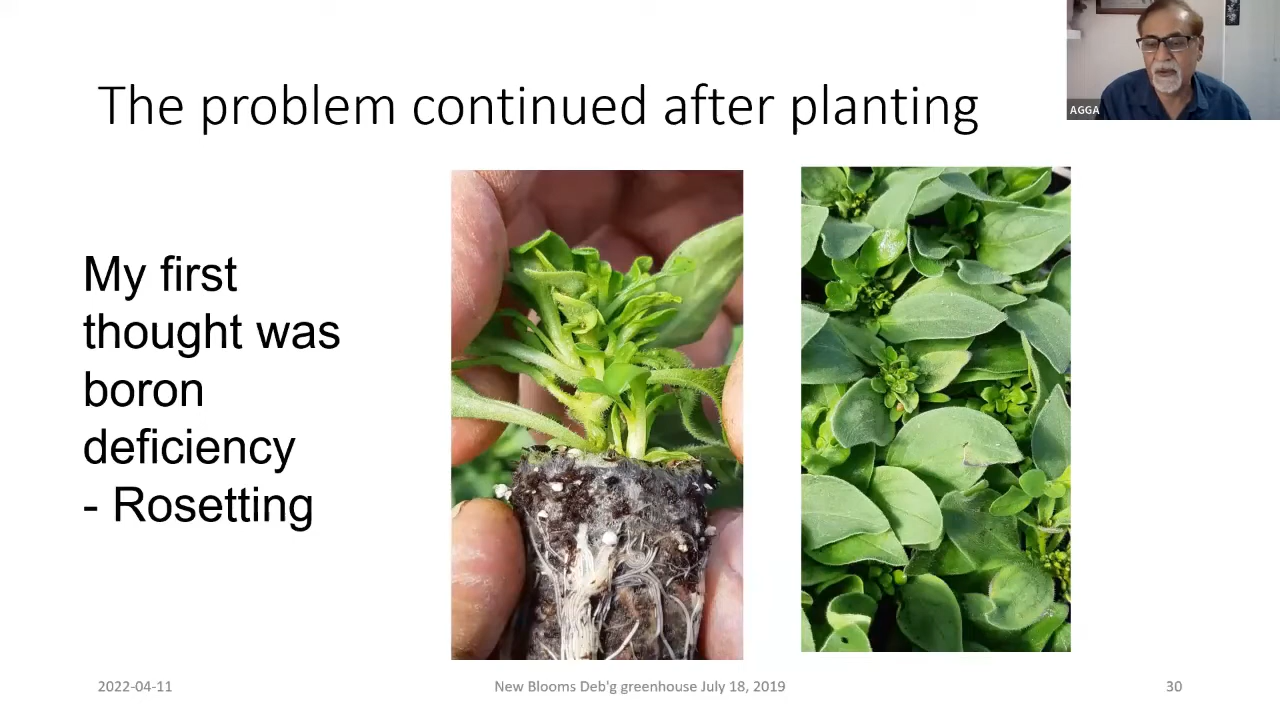 The problem continued after planting
AGGA
My first
thought was
boron
deficiency
- Rosetting
2022-04-11
New Blooms Deb'g greenhouse July 18, 2019
30